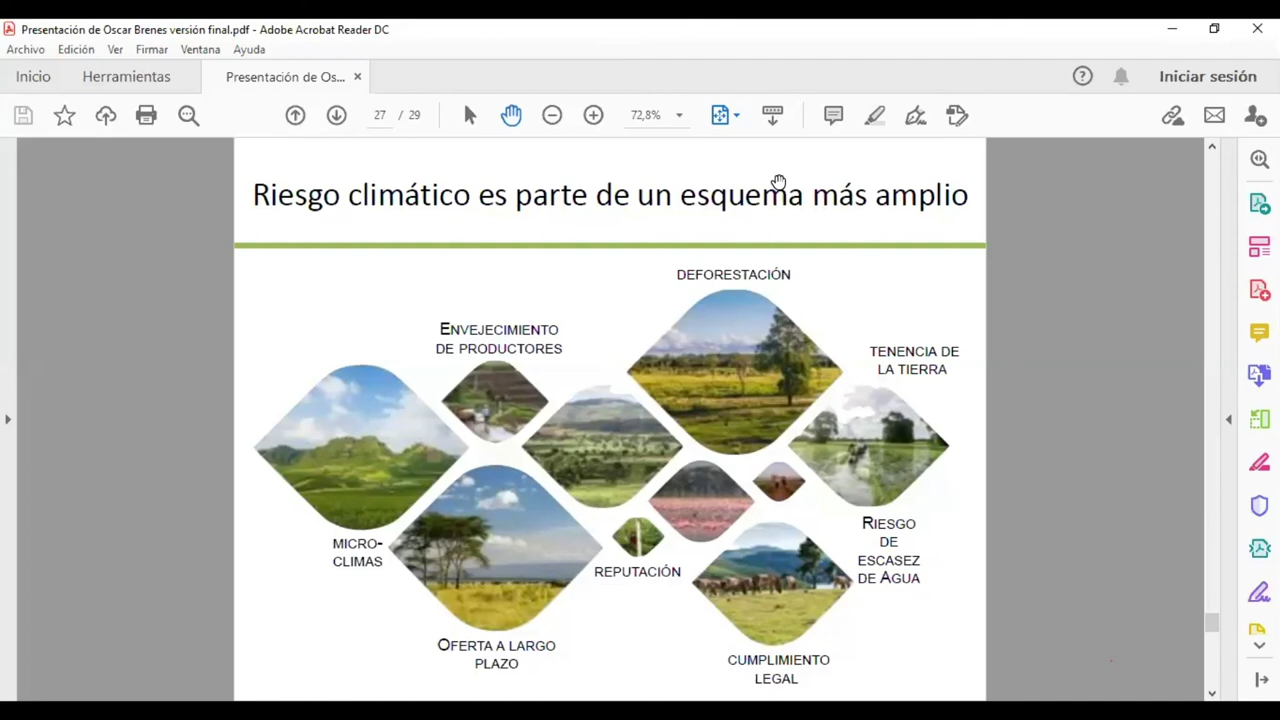 Presentación de Oscar Brenes versión final.pdf - Adobe Acrobat Reader DC
Archivo Edición Ver Firmar Ventana Ayuda
Inicio Herramientas Presentación de Os... Iniciar sesión
27 / 29 72,8%
Riesgo climático es parte de un esquema más amplio
DEFORESTACIÓN
ENVEJECIMIENTO
DE PRODUCTORES
TENENCIA DE
LA TIERRA
MICRO-
CLIMAS
RIESGO
DE
ESCASEZ
DE AGUA
REPUTACIÓN
OFERTA A LARGO
PLAZO
CUMPLIMIENTO
LEGAL